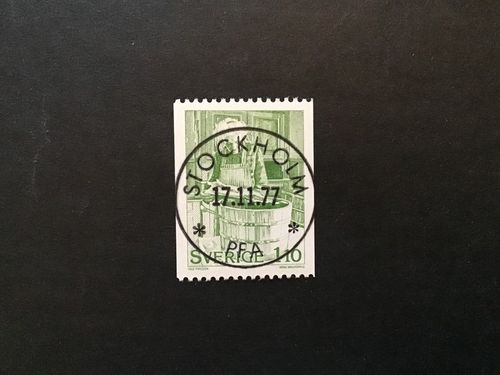 STOCKHOLM
17.11.77
PFA
SVERIGE 110